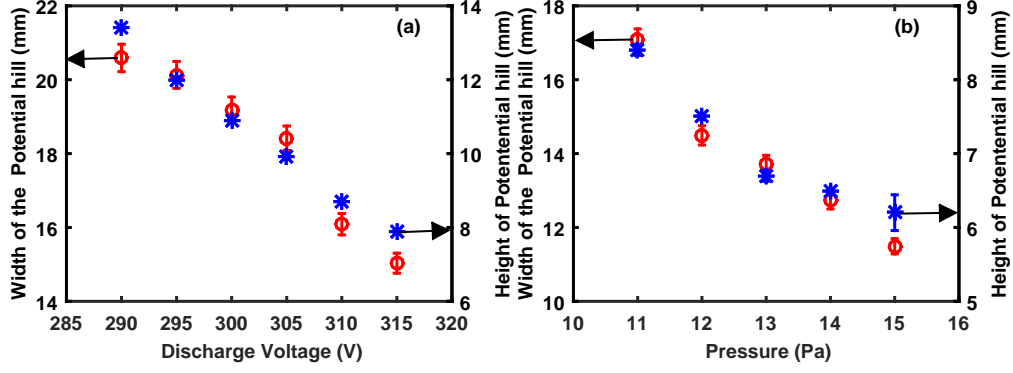 22
20
18
16
14
14
12
10
8
6
285 290 295 300 305 310 315 320
Discharge Voltage (V)
Width of the Potential hill (mm)
Height of Potential hill (mm)
(a)
18
16
14
12
10
9
8
7
6
5
10 11 12 13 14 15 16
Pressure (Pa)
Width of the Potential hill (mm)
Height of Potential hill (mm)
(b)